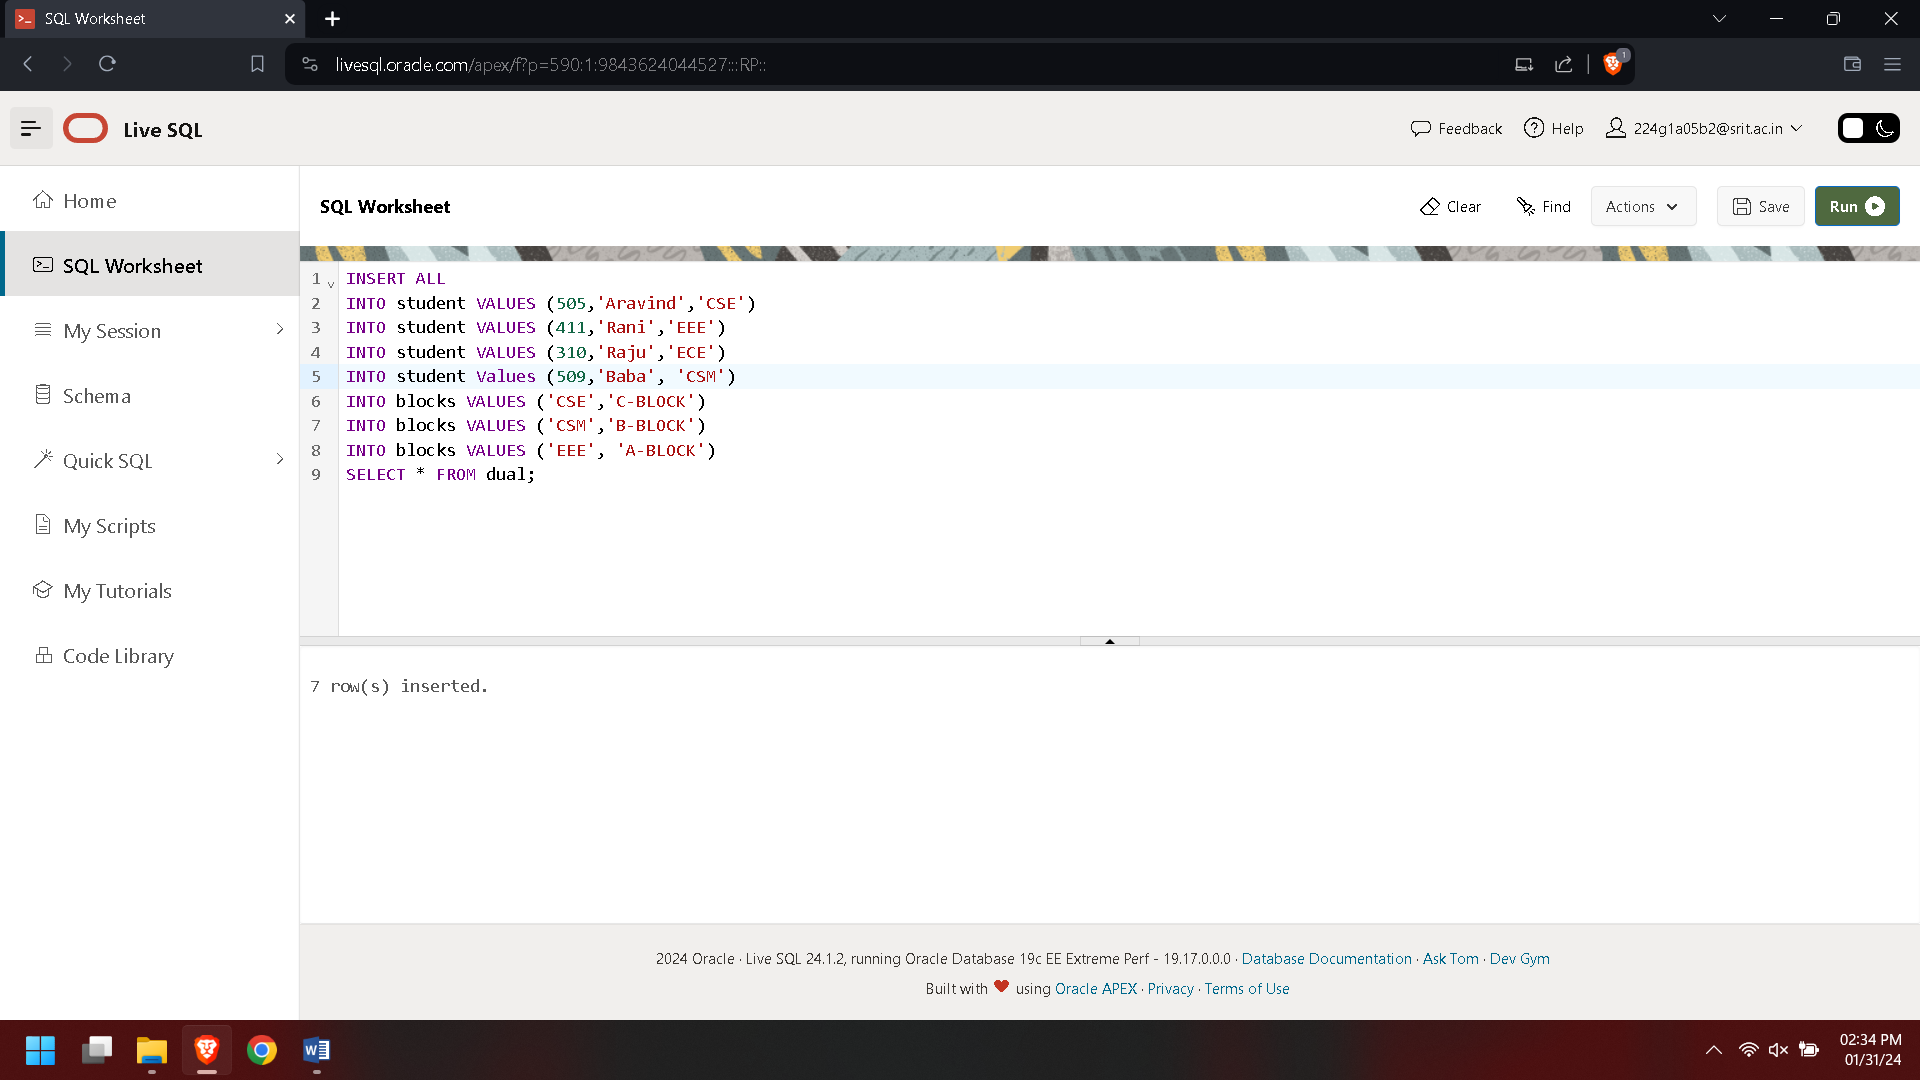 SQL Worksheet
livesql.oracle.com/apex/f?p=590:1:9843624044527:::RP::
1
Live SQL
Feedback
Help
224g1a05b2@srit.ac.in
Home
SQL Worksheet
My Session
Schema
Quick SQL
My Scripts
My Tutorials
Code Library
SQL Worksheet
Clear
Find
Actions
Save
Run
1 INSERT ALL
2 INTO student VALUES (505,'Aravind','CSE')
3 INTO student VALUES (411,'Rani','EEE')
4 INTO student VALUES (310,'Raju','ECE')
5 INTO student Values (509,'Baba', 'CSM')
6 INTO blocks VALUES ('CSE','C-BLOCK')
7 INTO blocks VALUES ('CSM','B-BLOCK')
8 INTO blocks VALUES ('EEE', 'A-BLOCK')
9 SELECT * FROM dual;
7 row(s) inserted.
2024 Oracle · Live SQL 24.1.2, running Oracle Database 19c EE Extreme Perf - 19.17.0.0.0 · Database Documentation · Ask Tom · Dev Gym
Built with ❤ using Oracle APEX · Privacy · Terms of Use
02:34 PM
01/31/24